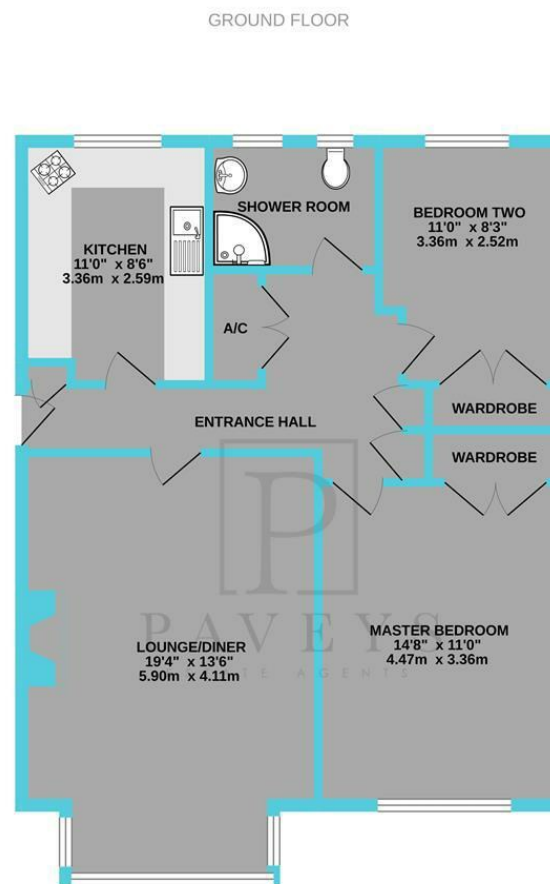 GROUND FLOOR
KITCHEN
11'0" x 8'6"
3.36m x 2.59m
SHOWER ROOM
BEDROOM TWO
11'0" x 8'3"
3.36m x 2.52m
A/C
WARDROBE
ENTRANCE HALL
WARDROBE
P
PAVEYS
ESTATE AGENTS
LOUNGE/DINER
19'4" x 13'6"
5.90m x 4.11m
MASTER BEDROOM
14'8" x 11'0"
4.47m x 3.36m